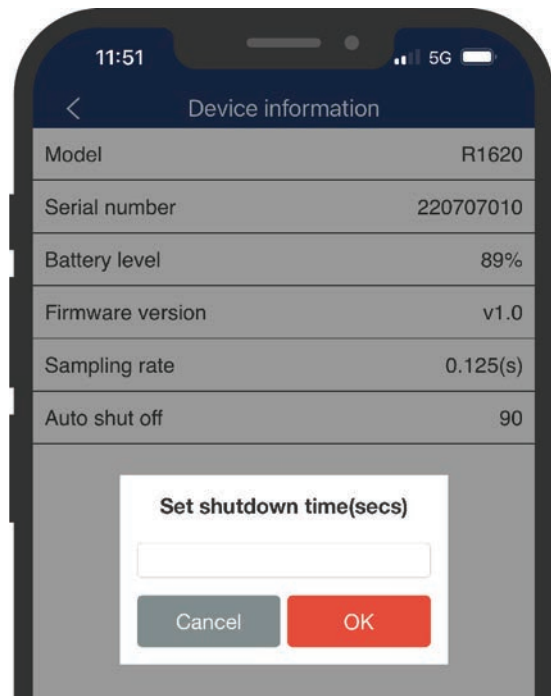 11:51 5G
< Device information
Model R1620
Serial number 220707010
Battery level 89%
Firmware version v1.0
Sampling rate 0.125(s)
Auto shut off 90
Set shutdown time(secs)
Cancel OK